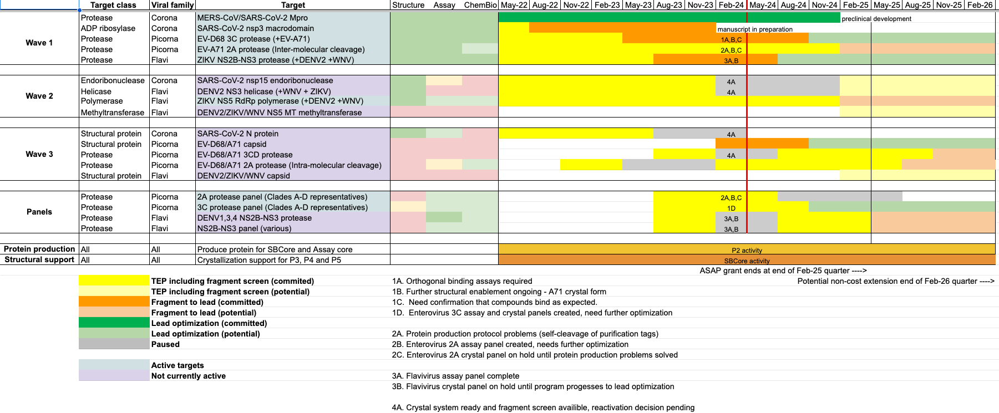 Target class Viral family Target Structure Assay ChemBio May-22 Aug-22 Nov-22 Feb-23 May-23 Aug-23 Nov-23 Feb-24 May-24 Aug-24 Nov-24 Feb-25 May-25 Aug-25 Nov-25 Feb-26
Protease Corona MERS-CoV/SARS-CoV-2 Mpro preclinical development
ADP ribosylase Corona SARS-CoV-2 nsp3 macrodomain manuscript in preparation
Wave 1 Protease Picorna EV-D68 3C protease (+EV-A71) 1A,B,C
Protease Picorna EV-A71 2A protease (Inter-molecular cleavage) 2A,B,C
Protease Flavi ZIKV NS2B-NS3 protease (+DENV2 +WNV) 3A,B
Endoribonuclease Corona SARS-CoV-2 nsp15 endoribonuclease 4A
Helicase Flavi DENV2 NS3 helicase (+WNV + ZIKV) 4A
Wave 2 Polymerase Flavi ZIKV NS5 RdRp polymerase (+DENV2 +WNV)
Methyltransferase Flavi DENV2/ZIKV/WNV NS5 MT methyltransferase
Structural protein Corona SARS-CoV-2 N protein 4A
Structural protein Picorna EV-D68/A71 capsid
Wave 3 Protease Picorna EV-D68/A71 3CD protease 4A
Protease Picorna EV-D68/A71 2A protease (Intra-molecular cleavage)
Structural protein Flavi DENV2/ZIKV/WNV capsid
Protease Picorna 2A protease panel (Clades A-D representatives) 2A,B,C
Protease Picorna 3C protease panel (Clades A-D representatives) 1D
Panels Protease Flavi DENV1,3,4 NS2B-NS3 protease 3A,B
Protease Flavi NS2B-NS3 panel (various) 3A,B
Protein production All All Produce protein for SBCore and Assay core P2 activity
Structural support All All Crystallization support for P3, P4 and P5 SBCore activity
ASAP grant ends at end of Feb-25 quarter ---->
TEP including fragment screen (commited) 1A. Orthogonal binding assays required Potential non-cost extension end of Feb-26 quarter ---->
TEP including fragment screen (potential) 1B. Further structural enablement ongoing - A71 crystal form
Fragment to lead (committed) 1C. Need confirmation that compounds bind as expected.
Fragment to lead (potential) 1D. Enterovirus 3C assay and crystal panels created, need further optimization
Lead optimization (committed)
Lead optimization (potential) 2A. Protein production protocol problems (self-cleavage of purification tags)
Paused 2B. Enterovirus 2A assay panel created, needs further optimization
2C. Enterovirus 2A crystal panel on hold until protein production problems solved
Active targets
Not currently active 3A. Flavivirus assay panel complete
3B. Flavivirus crystal panel on hold until program progesses to lead optimization
4A. Crystal system ready and fragment screen availible, reactivation decision pending